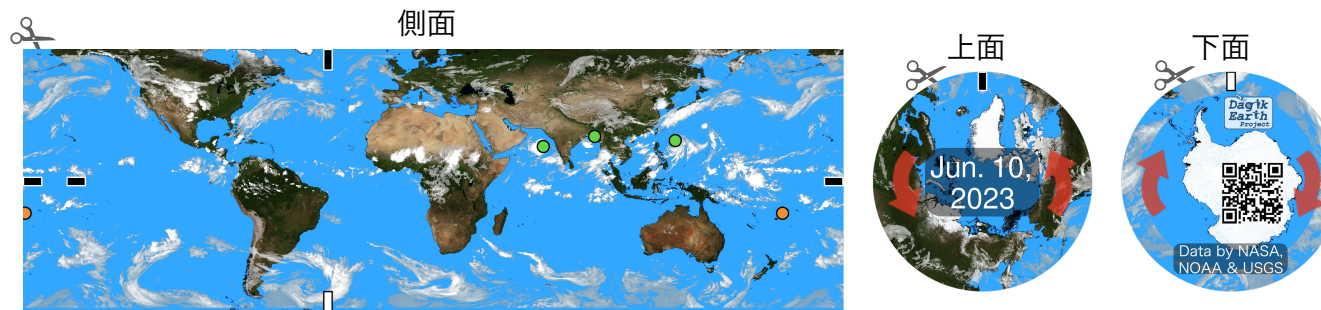 側面
上面
下面
Jun. 10,
2023
Dagik
Earth
Project
Data by NASA,
NOAA & USGS